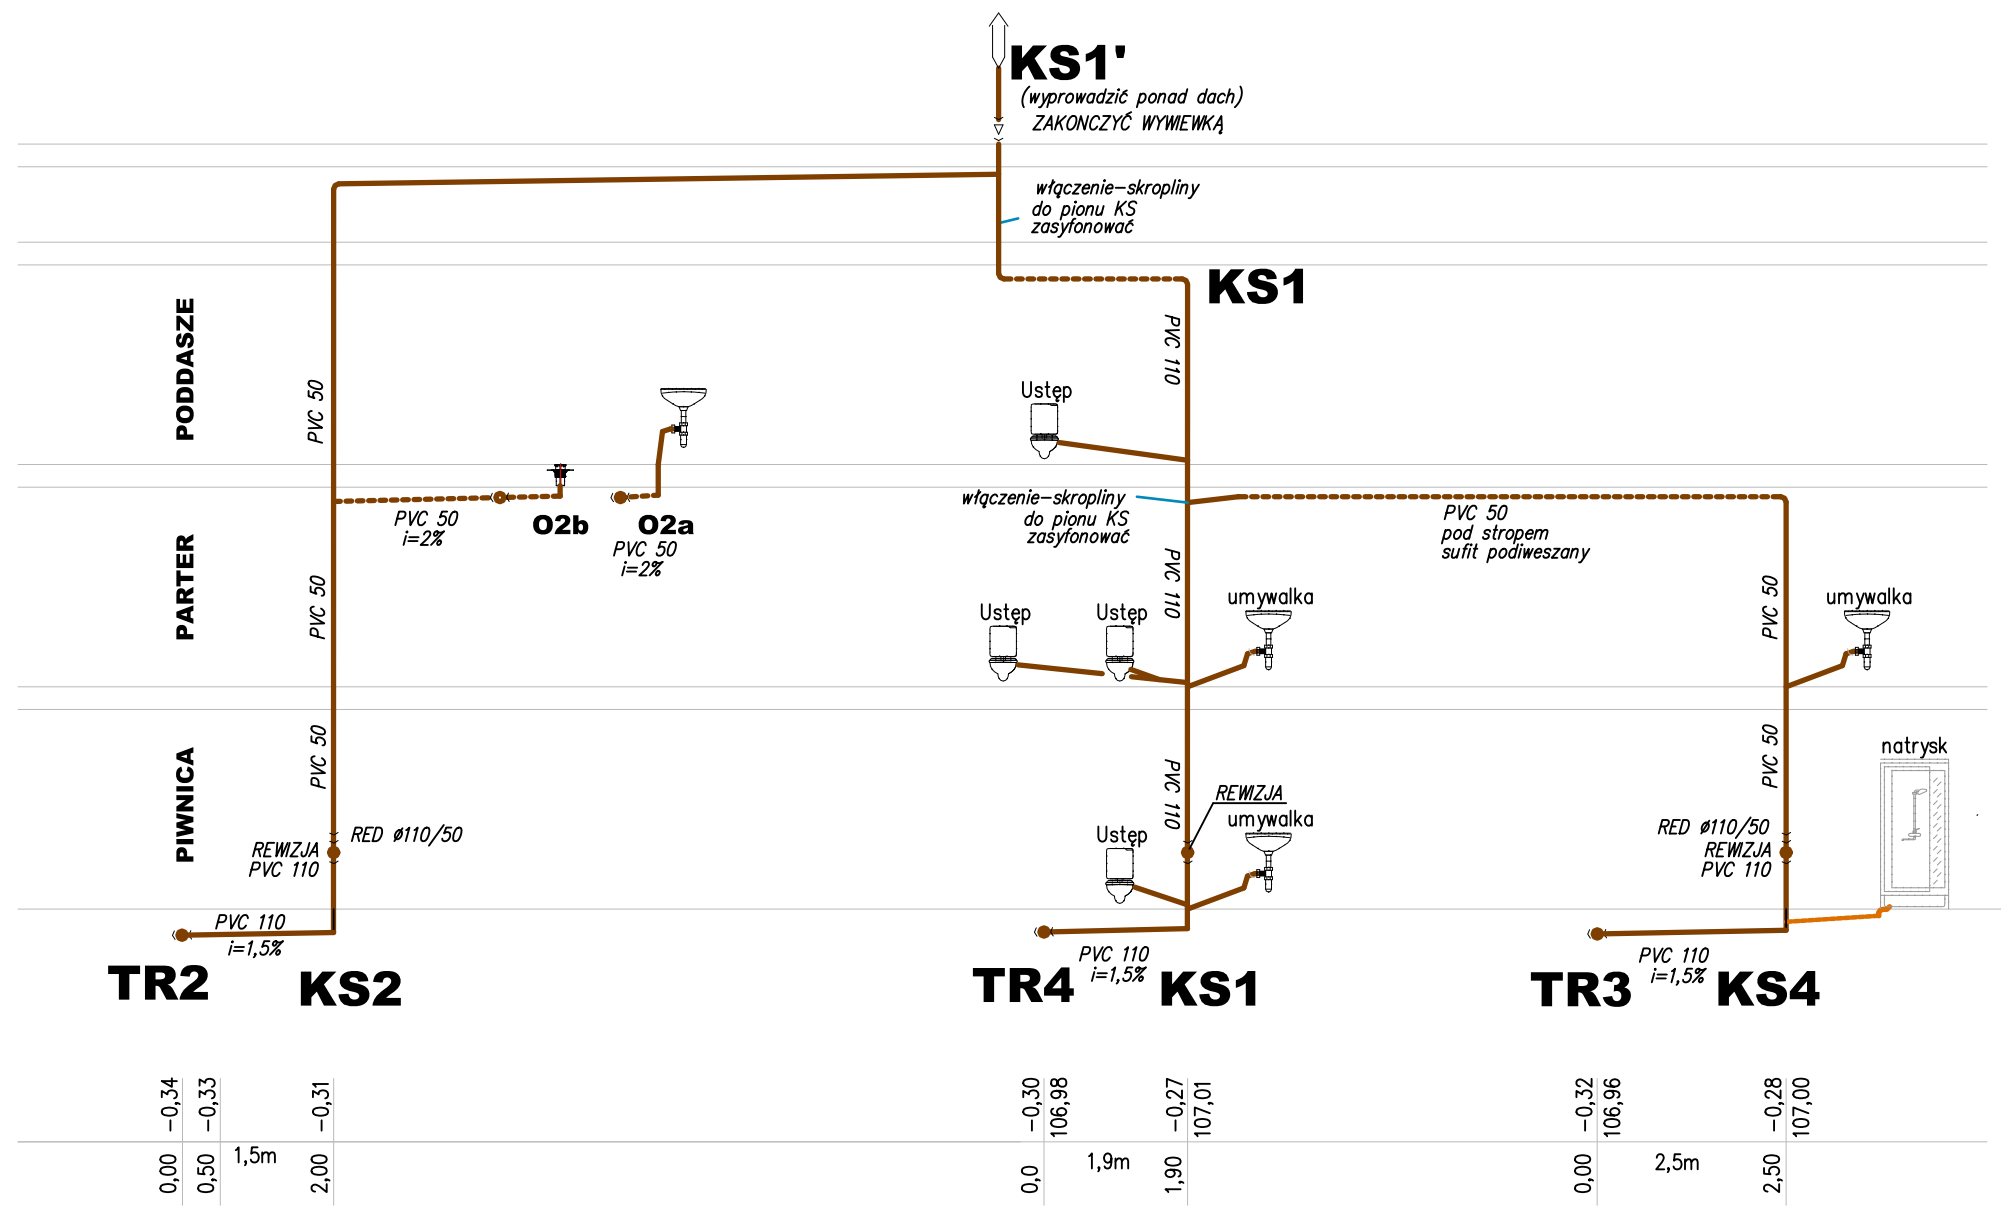 KS1'
(wyprowadzić ponad dach)
ZAKONCZYĆ WYWIEWKĄ
włączenie-skropliny
do pionu KS
zasyfonować
KS1
PODDASZE
PVC 50
PVC 110
Ustęp
włączenie-skropliny
do pionu KS
zasyfonować
PVC 50
i=2%
O2b
O2a
PVC 50
i=2%
PVC 50
pod stropem
sufit podiweszany
PARTER
PVC 50
PVC 110
PVC 50
Ustęp
Ustęp
umywalka
umywalka
PIWNICA
PVC 50
PVC 110
PVC 50
natrysk
REWIZJA
umywalka
Ustęp
RED ø110/50
REWIZJA
PVC 110
RED ø110/50
REWIZJA
PVC 110
PVC 110
i=1,5%
TR2
KS2
PVC 110
i=1,5%
TR4
KS1
PVC 110
i=1,5%
TR3
KS4
-0,34
-0,33
-0,31
-0,30
106,98
-0,27
107,01
-0,32
106,96
-0,28
107,00
0,00
0,50
1,5m
2,00
0,0
1,9m
1,90
0,00
2,5m
2,50